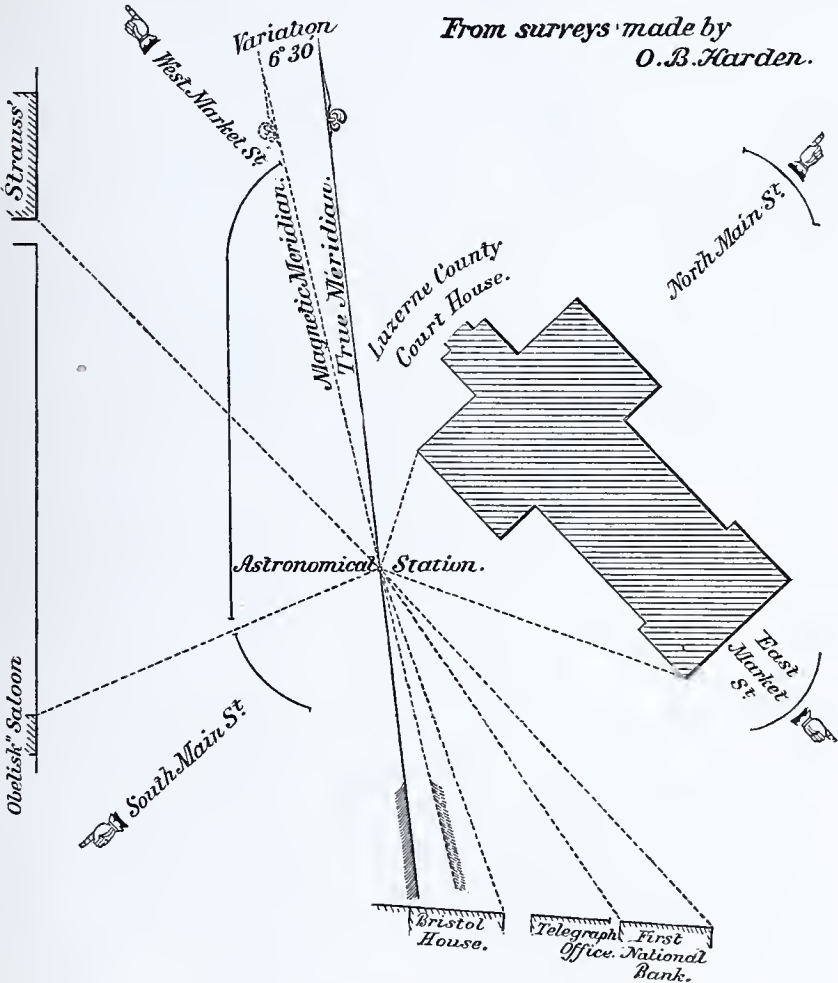 From surveys made by
O.B. Harden.
Variation
6° 30'
West Market St.
Strauss'
Magnetic Meridian.
True Meridian.
North Main St.
Luzerne County
Court House.
Astronomical Station.
East
Market
St.
Obelisk" Saloon
South Main St.
Bristol
House.
Telegraph
Office.
First
National
Bank.